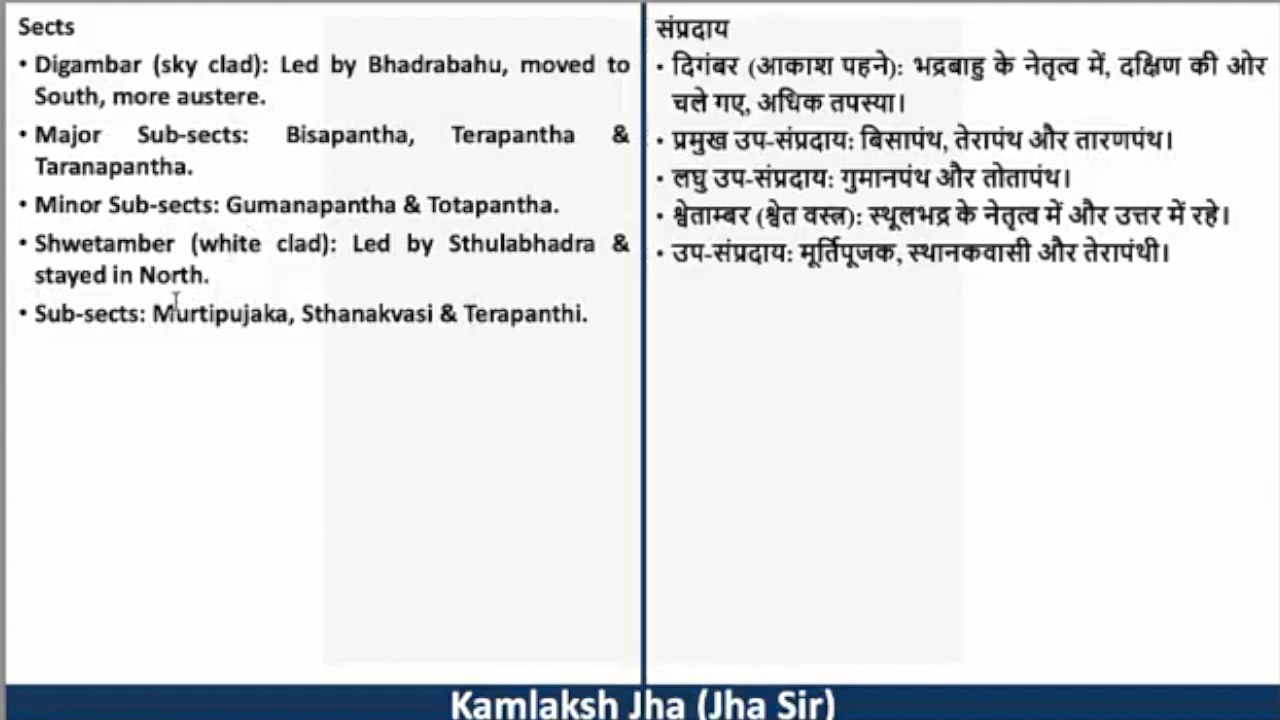 Sects
• Digambar (sky clad): Led by Bhadrabahu, moved to
South, more austere.
• Major Sub-sects: Bisapantha, Terapantha &
Taranapantha.
• Minor Sub-sects: Gumanapantha & Totapantha.
• Shwetamber (white clad): Led by Sthulabhadra &
stayed in North.
• Sub-sects: Murtipujaka, Sthanakvasi & Terapanthi.
संप्रदाय
• दिगंबर (आकाश पहने): भद्रबाहु के नेतृत्व में, दक्षिण की ओर
चले गए, अधिक तपस्या।
• प्रमुख उप-संप्रदाय: बिसापंथ, तेरापंथ और तारणपंथ।
• लघु उप-संप्रदाय: गुमानपंथ और तोतापंथ।
• श्वेताम्बर (श्वेत वस्त्र): स्थूलभद्र के नेतृत्व में और उत्तर में रहे।
• उप-संप्रदाय: मूर्तिपूजक, स्थानकवासी और तेरापंथी।
Kamlaksh Jha (Jha Sir)